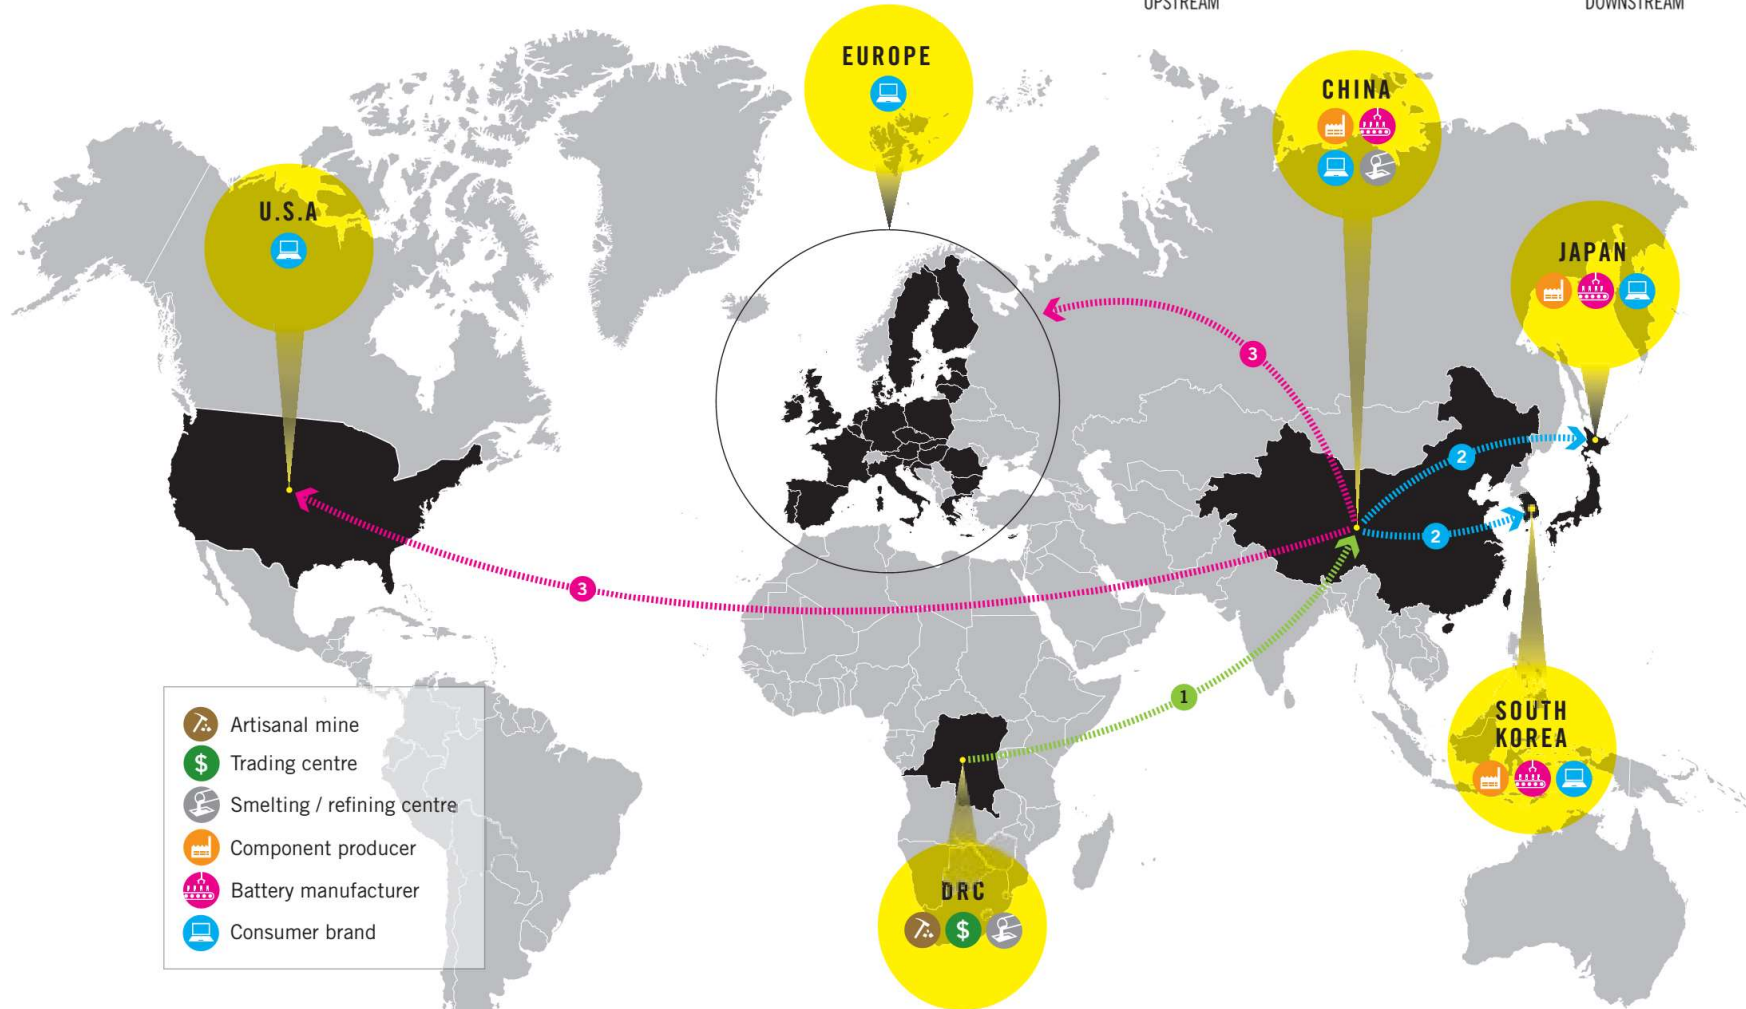 UPSTREAM
DOWNSTREAM
EUROPE
CHINA
U.S.A
JAPAN
3
2
2
3
1
SOUTH
KOREA
Artisanal mine
$ Trading centre
Smelting / refining centre
Component producer
Battery manufacturer
Consumer brand
DRC
$